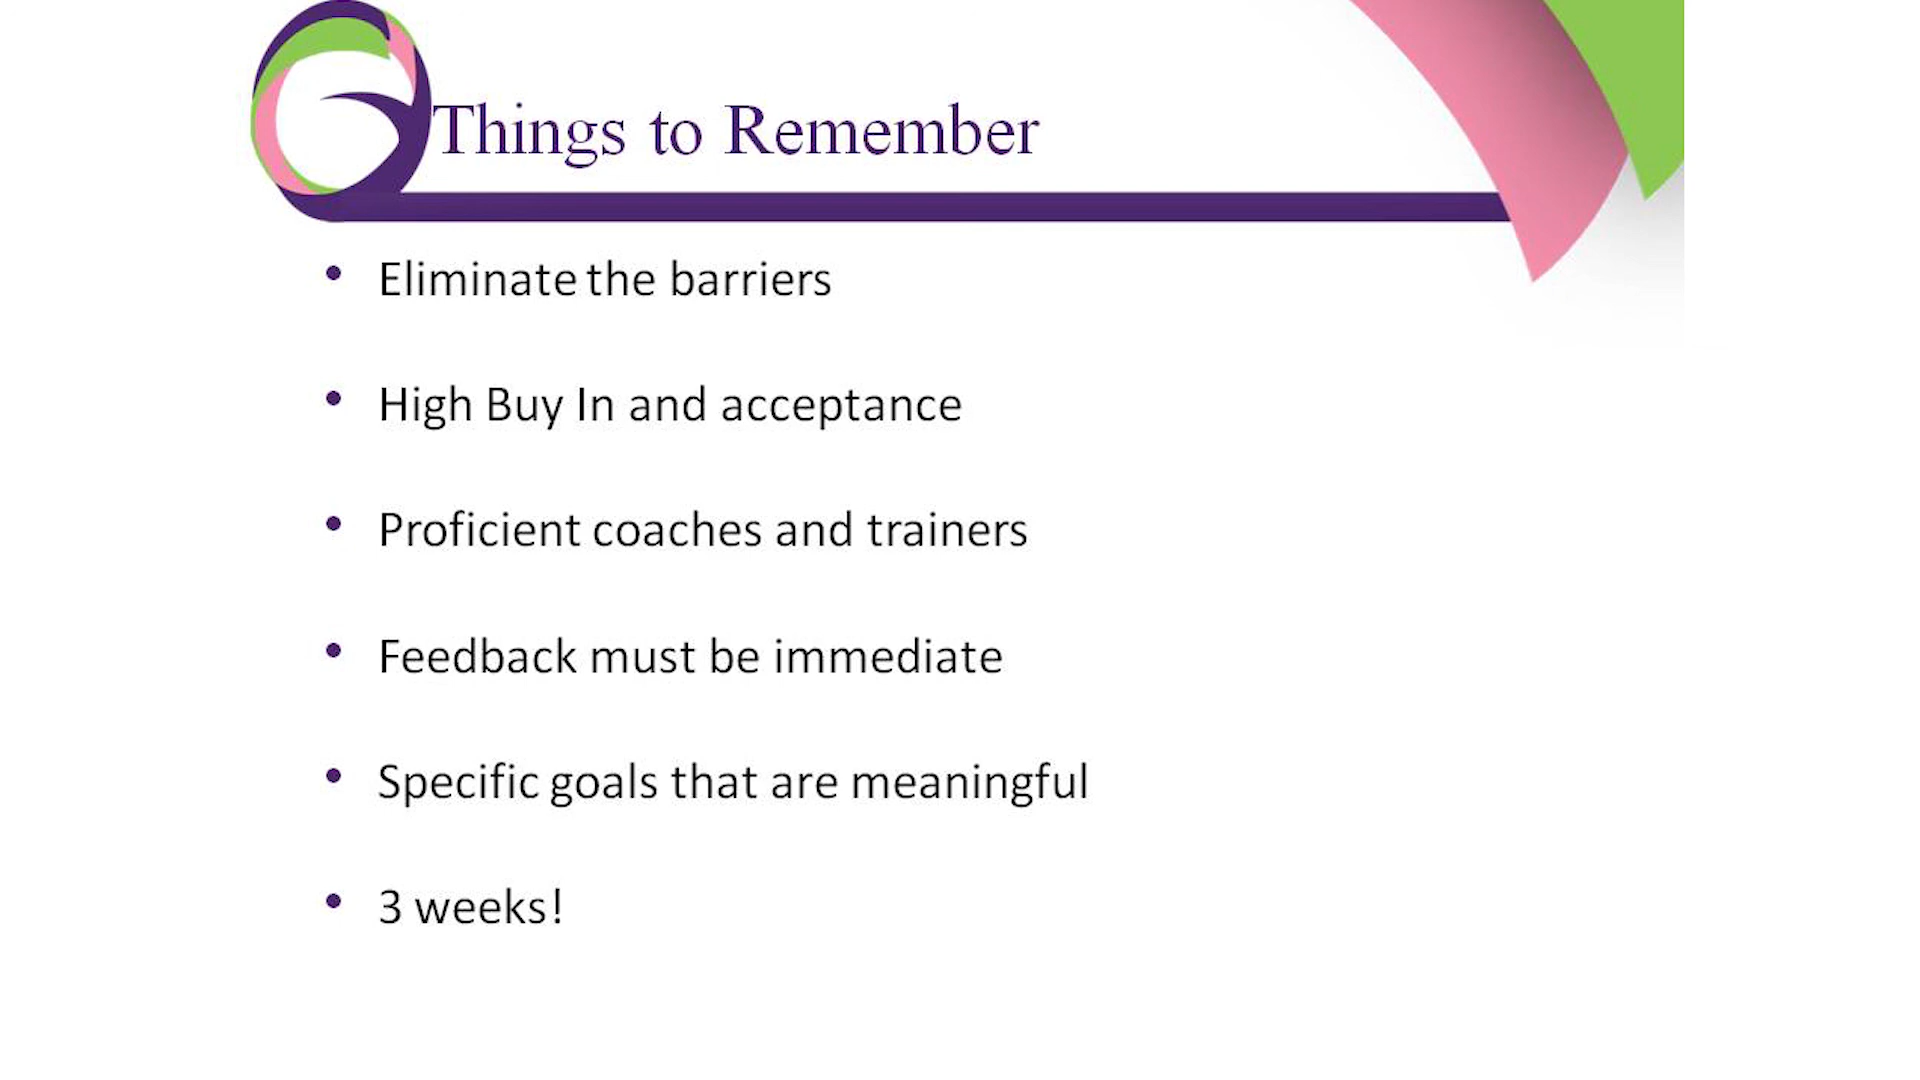 Things to Remember
• Eliminate the barriers
• High Buy In and acceptance
• Proficient coaches and trainers
• Feedback must be immediate
• Specific goals that are meaningful
• 3 weeks!